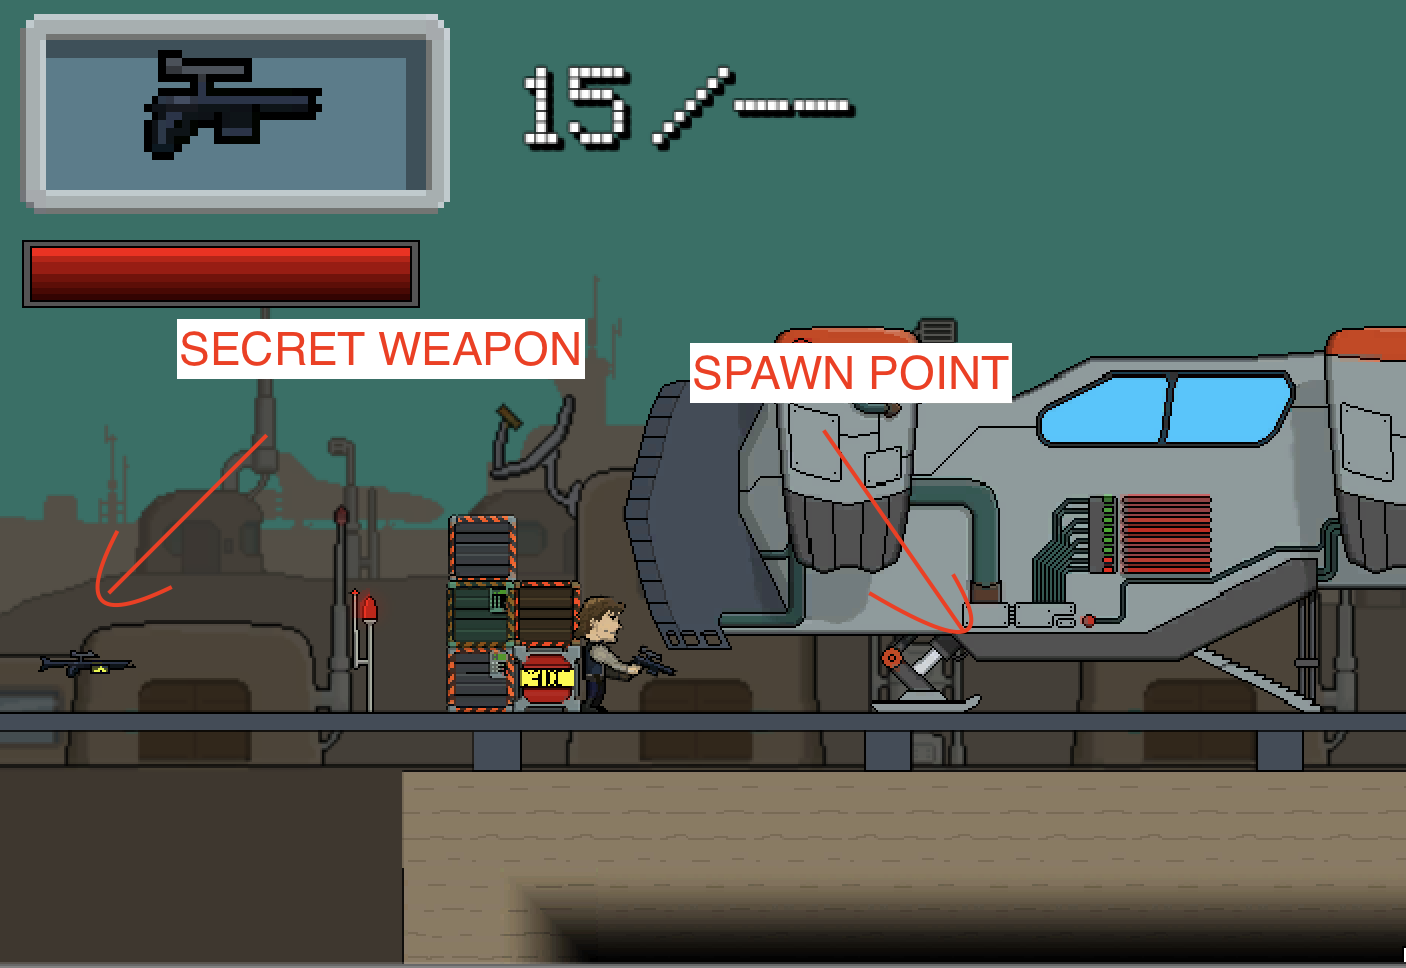 15/--
SECRET WEAPON
SPAWN POINT